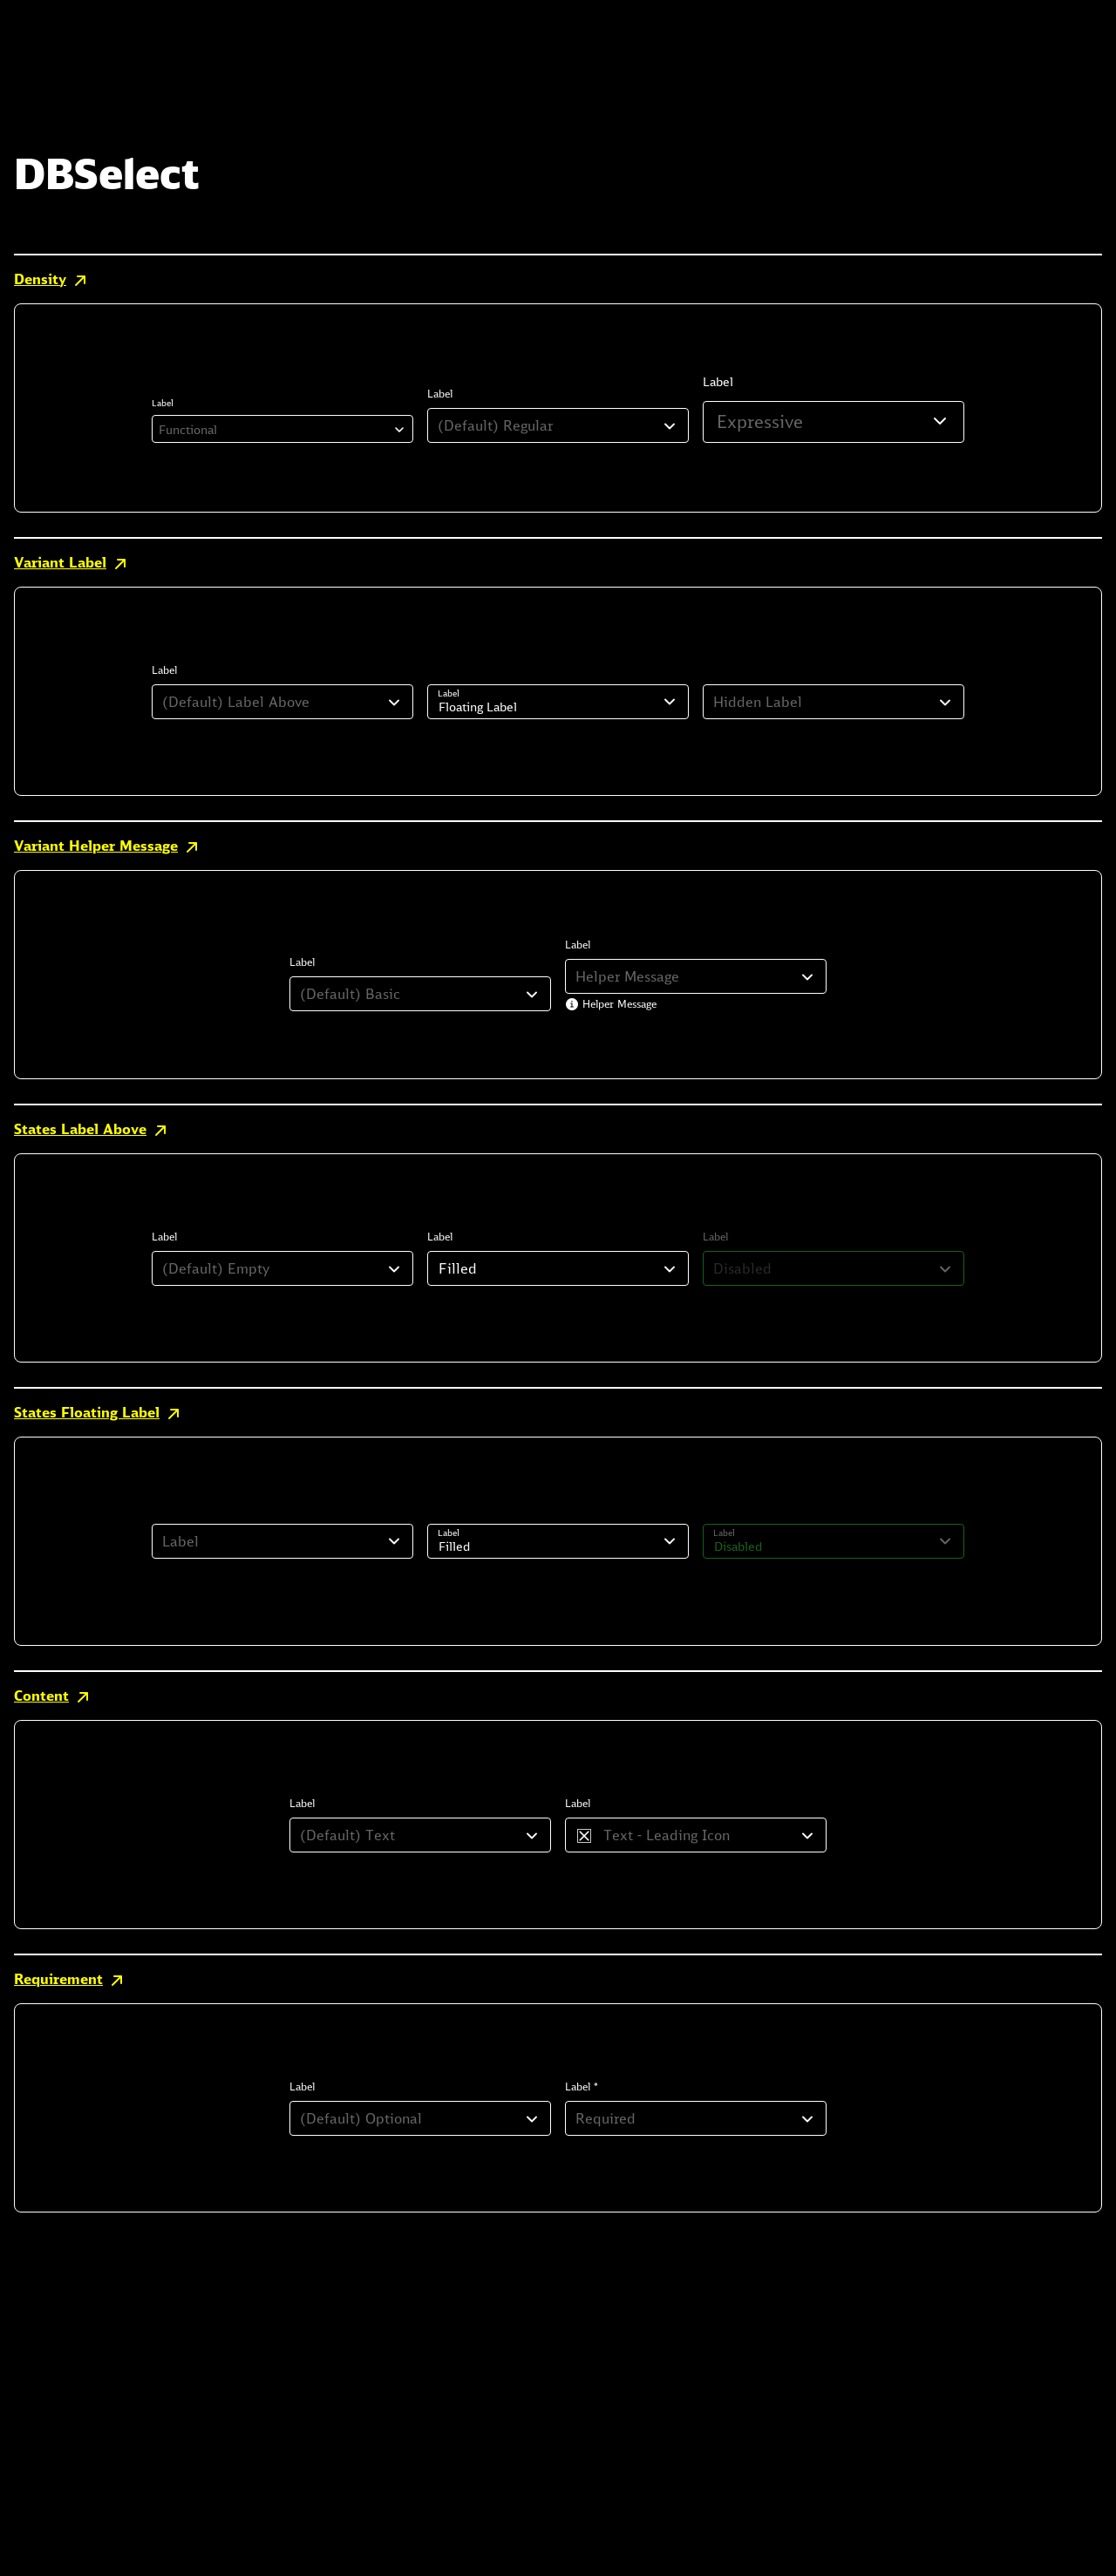 DBSelect
Density
Label
Functional
Label
(Default) Regular
Label
Expressive
Variant Label
Label
(Default) Label Above
Label
Floating Label
Hidden Label
Variant Helper Message
Label
(Default) Basic
Label
Helper Message
Helper Message
States Label Above
Label
(Default) Empty
Label
Filled
Label
Disabled
States Floating Label
Label
Label
Filled
Label
Disabled
Content
Label
(Default) Text
Label
Text - Leading Icon
Requirement
Label
(Default) Optional
Label *
Required